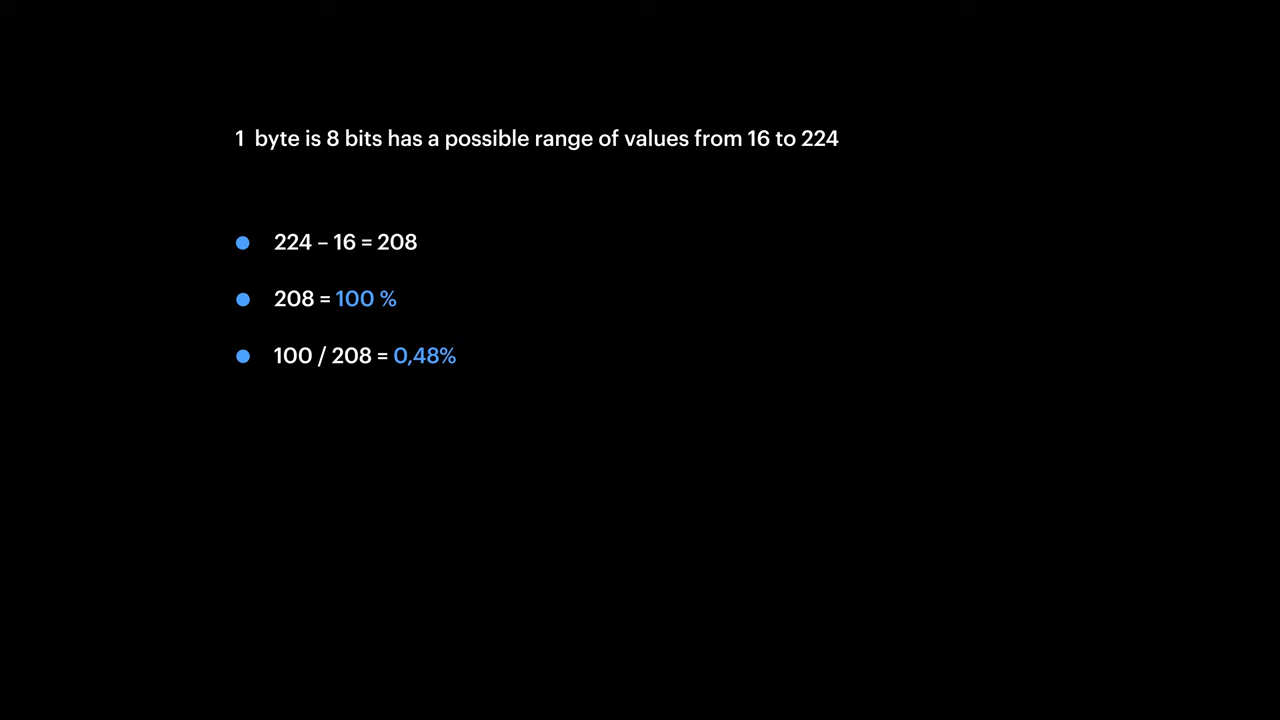 1 byte is 8 bits has a possible range of values from 16 to 224
224 – 16 = 208
208 = 100 %
100 / 208 = 0,48%